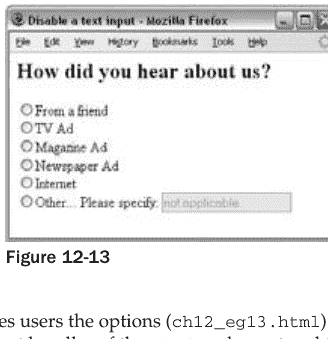 Disable a text input - Mozilla Firefox
File Edit View History Bookmarks Tools Help
How did you hear about us?
From a friend
TV Ad
Magazine Ad
Newspaper Ad
Internet
Other... Please specify: not applicable
Figure 12-13
es users the options (ch12_eg13.html)